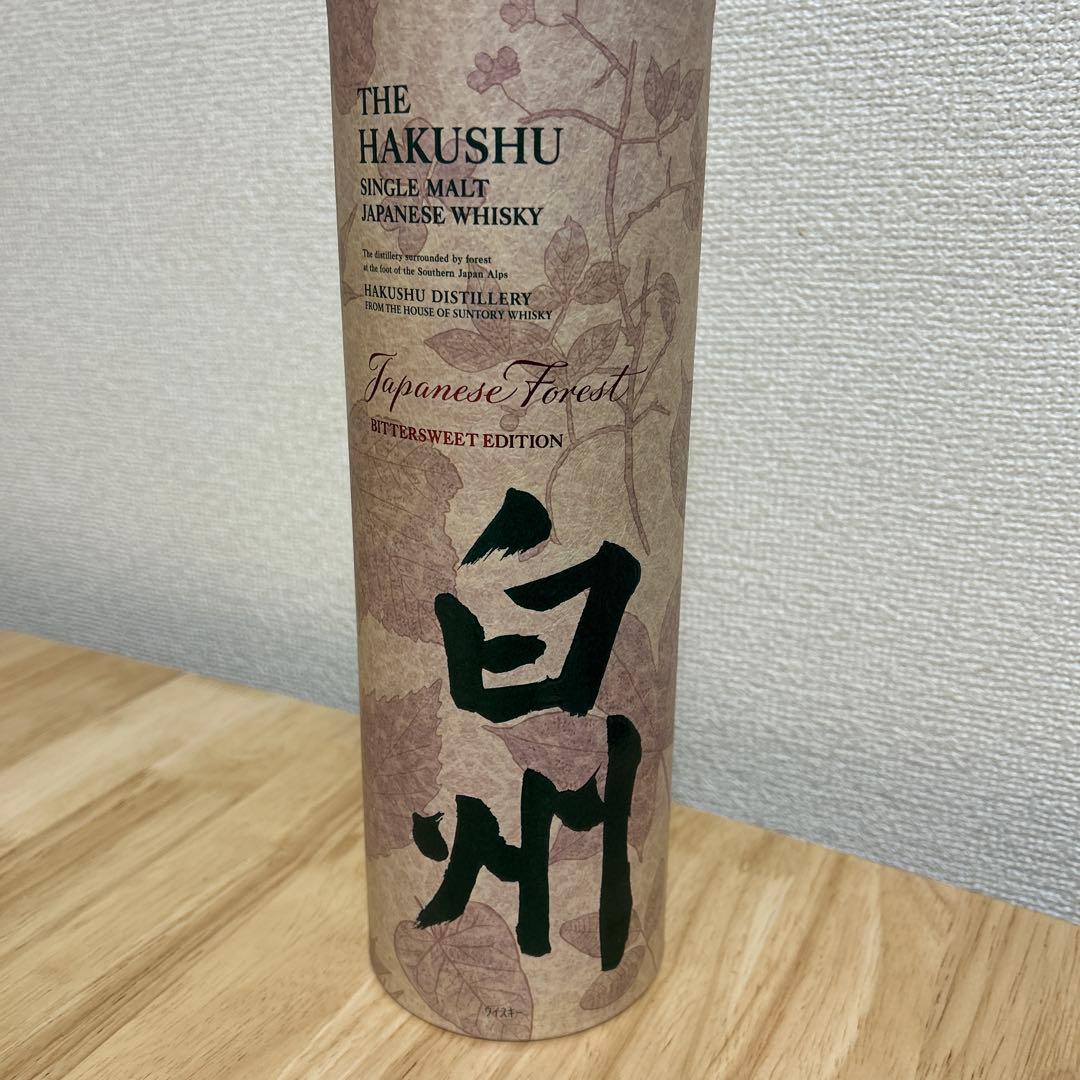 THE
HAKUSHU
SINGLE MALT
JAPANESE WHISKY
The distillery surrounded by forest
at the foot of the Southern Japan Alps
HAKUSHU DISTILLERY
FROM THE HOUSE OF SUNTORY WHISKY
Japanese Forest
BITTERSWEET EDITION
白州
ウイスキー